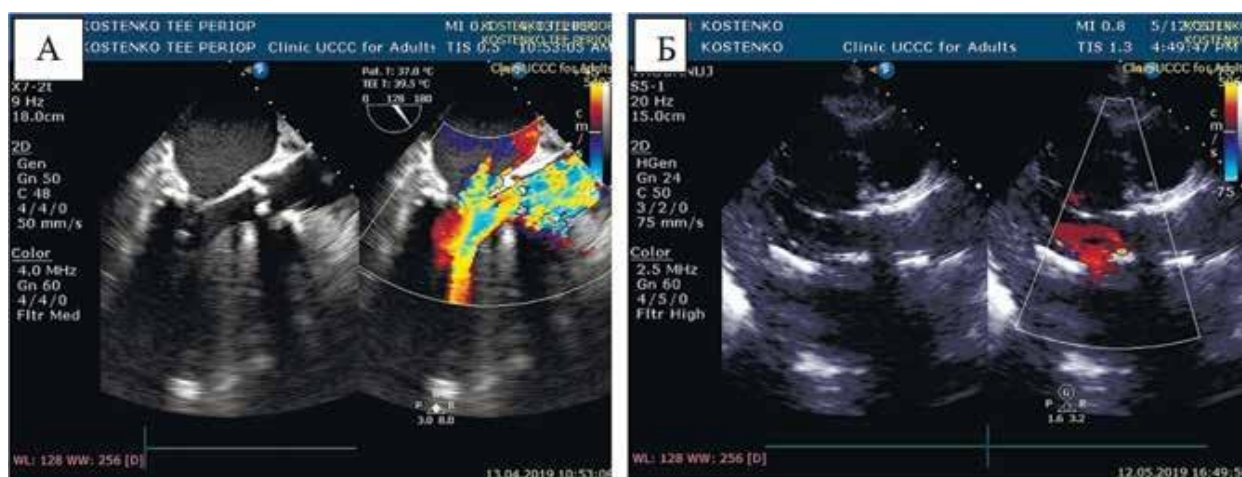 А
KOSTENKO TEE PERIOP
KOSTENKO TEE PERIOP Clinic UCCC for Adults TIS 0.5 10:53:05 AM
X7-2t
9 Hz
18.0cm
2D
Gen
Gn 50
C 48
4/4/0
50 mm/s
Color
4.0 MHz
Gn 60
4/4/0
Fltr Med
Pat. T: 37.0 °C
TEE T: 39.5 °C
0 128 180
c
m
/
s
P R
3.0 8.0
WL: 128 WW: 256 [D]
13.04.2019 10:53:06
Б
KOSTENKO MI 0.8
KOSTENKO Clinic UCCC for Adults TIS 1.3 4:49:47 PM
S5-1
20 Hz
15.0cm
2D
HGen
Gn 24
C 50
3/2/0
75 mm/s
Color
2.5 MHz
Gn 60
4/5/0
Fltr High
c
m
/
s
75
G
P R
1.6 3.2
WL: 128 WW: 256 [D]
12.05.2019 16:49:50